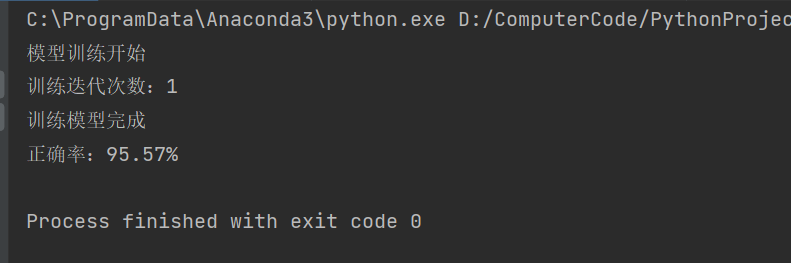 C:\ProgramData\Anaconda3\python.exe D:/ComputerCode/PythonProjec
模型训练开始
训练迭代次数：1
训练模型完成
正确率：95.57%
Process finished with exit code 0